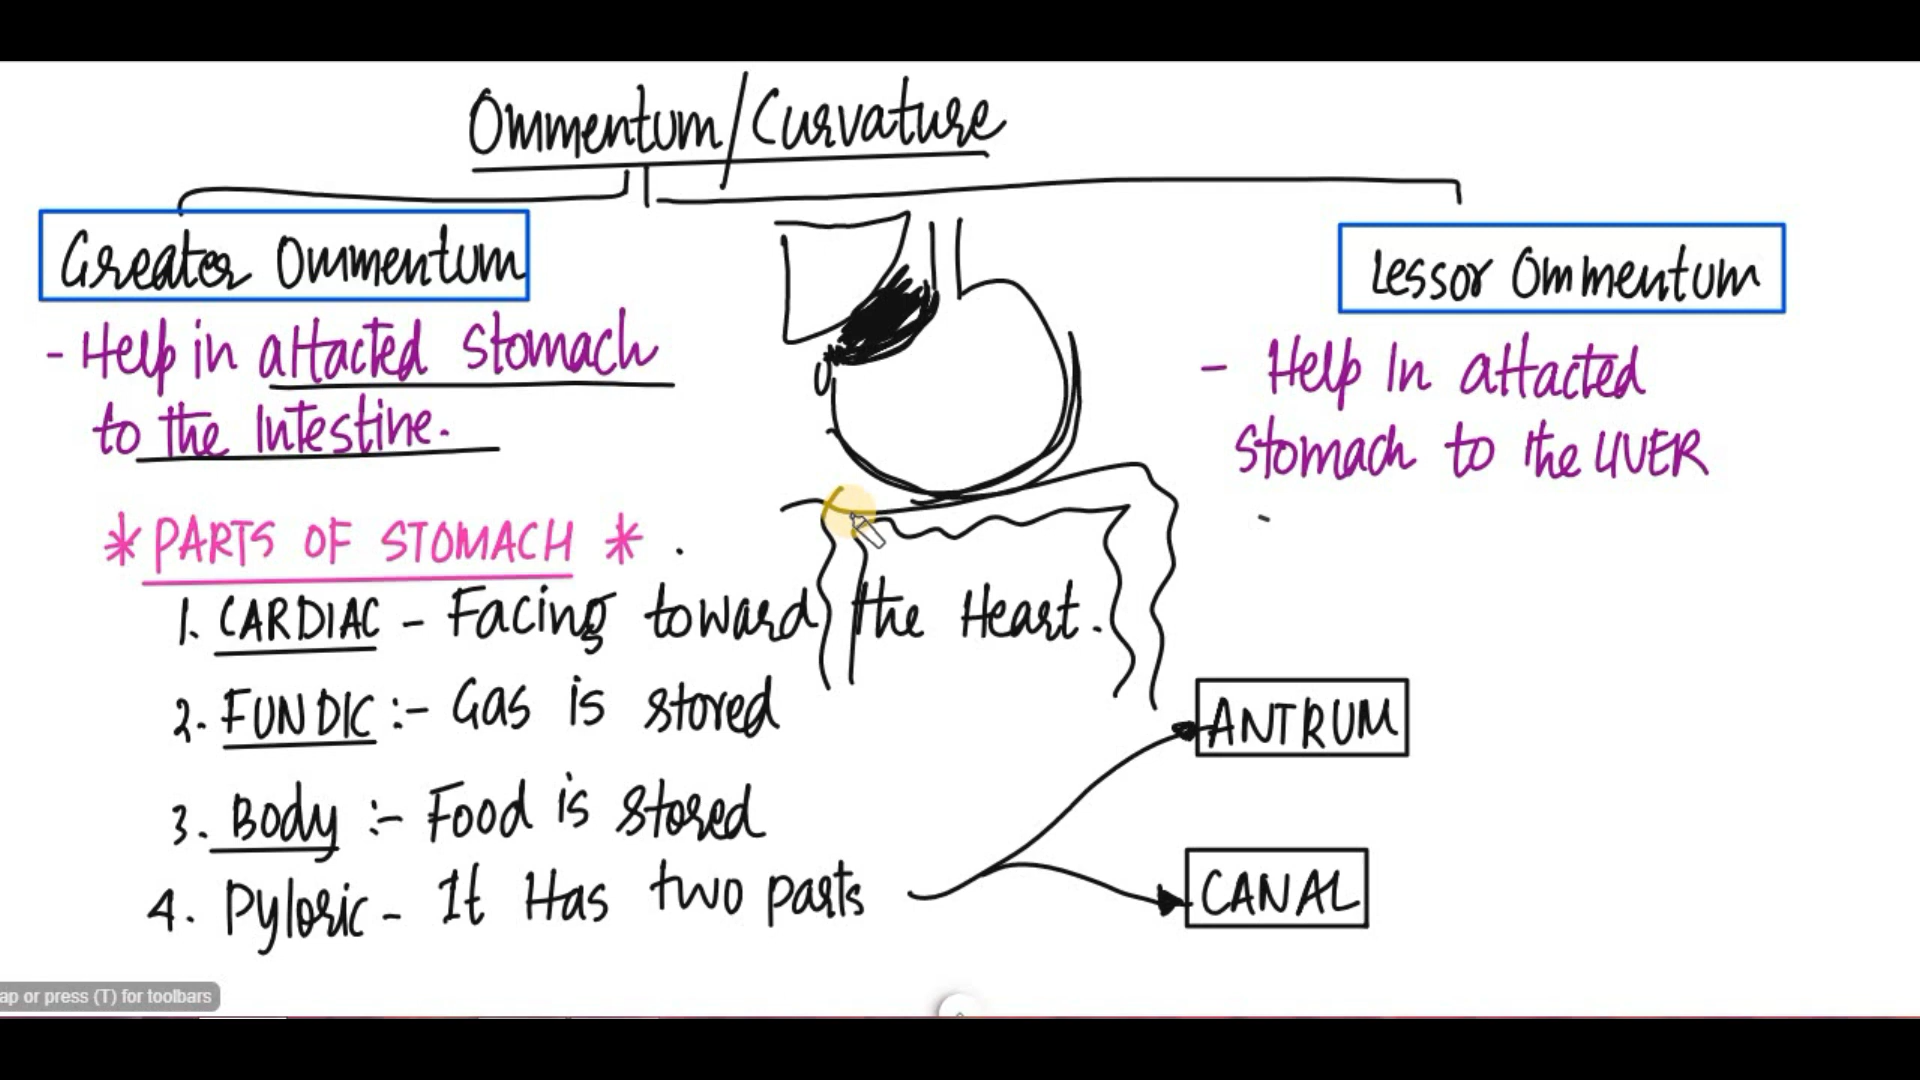 Ommentum/Curvature
Greater Ommentum
- Help in attacted stomach
to the Intestine.
Lessor Ommentum
- Help In attacted
stomach to the LIVER
* PARTS OF STOMACH *
1. CARDIAC - Facing toward the Heart.
2. FUNDIC :- Gas is stored
3. Body :- Food is stored
4. Pyloric - It Has two parts
ANTRUM
CANAL
ap or press (T) for toolbars